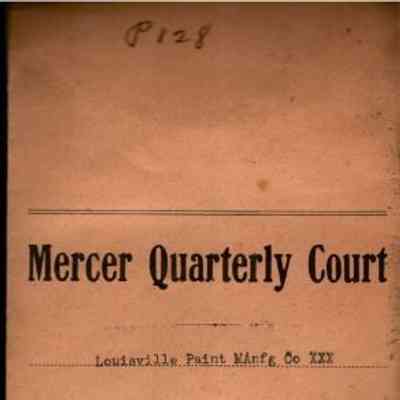 P128
Mercer Quarterly Court
Louisville Paint MAnfg Co XXX